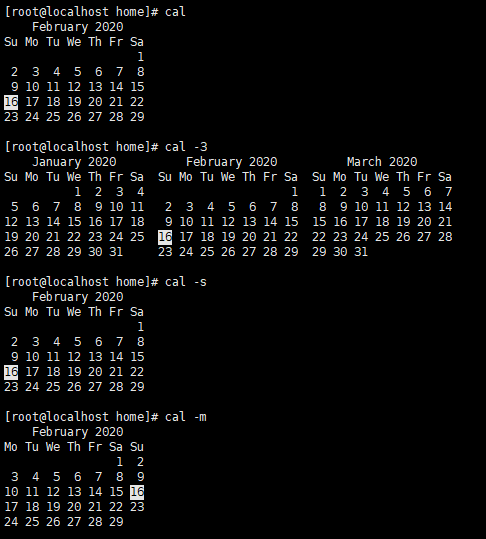 [root@localhost home]# cal
    February 2020
Su Mo Tu We Th Fr Sa
                   1
 2  3  4  5  6  7  8
 9 10 11 12 13 14 15
16 17 18 19 20 21 22
23 24 25 26 27 28 29

[root@localhost home]# cal -3
    January 2020          February 2020          March 2020
Su Mo Tu We Th Fr Sa  Su Mo Tu We Th Fr Sa  Su Mo Tu We Th Fr Sa
          1  2  3  4                     1   1  2  3  4  5  6  7
 5  6  7  8  9 10 11   2  3  4  5  6  7  8   8  9 10 11 12 13 14
12 13 14 15 16 17 18   9 10 11 12 13 14 15  15 16 17 18 19 20 21
19 20 21 22 23 24 25  16 17 18 19 20 21 22  22 23 24 25 26 27 28
26 27 28 29 30 31     23 24 25 26 27 28 29  29 30 31

[root@localhost home]# cal -s
    February 2020
Su Mo Tu We Th Fr Sa
                   1
 2  3  4  5  6  7  8
 9 10 11 12 13 14 15
16 17 18 19 20 21 22
23 24 25 26 27 28 29

[root@localhost home]# cal -m
    February 2020
Mo Tu We Th Fr Sa Su
                1  2
 3  4  5  6  7  8  9
10 11 12 13 14 15 16
17 18 19 20 21 22 23
24 25 26 27 28 29